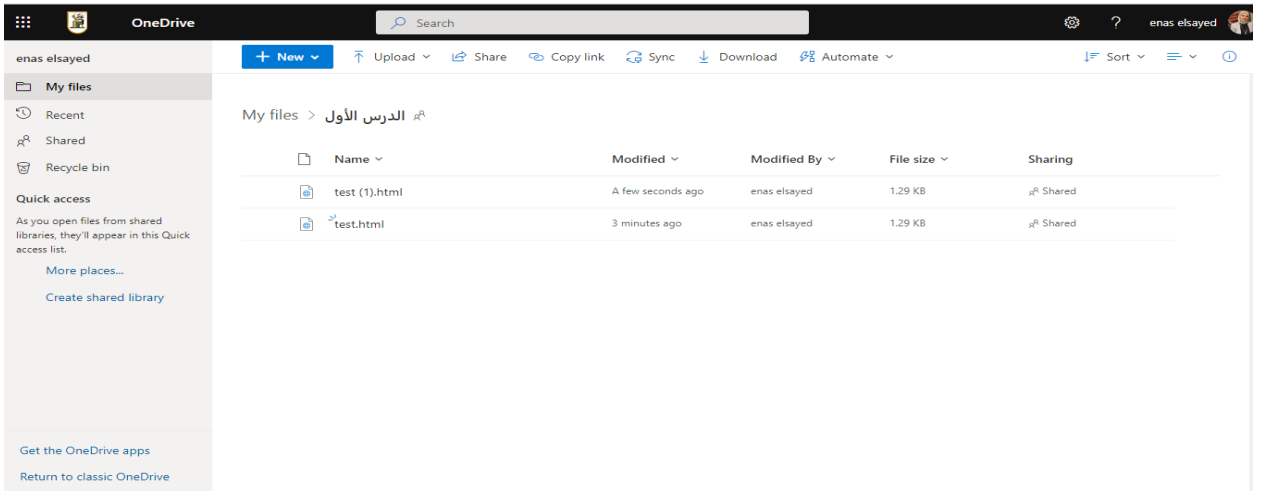 OneDrive
Search
?
enas elsayed
enas elsayed
My files
Recent
Shared
Recycle bin
Quick access
As you open files from shared
libraries, they'll appear in this Quick
access list.
More places...
Create shared library
Get the OneDrive apps
Return to classic OneDrive
+ New
Upload
Share
Copy link
Sync
Download
Automate
Sort
My files > الدرس الأول
Name Modified Modified By File size Sharing
test (1).html A few seconds ago enas elsayed 1.29 KB Shared
test.html 3 minutes ago enas elsayed 1.29 KB Shared